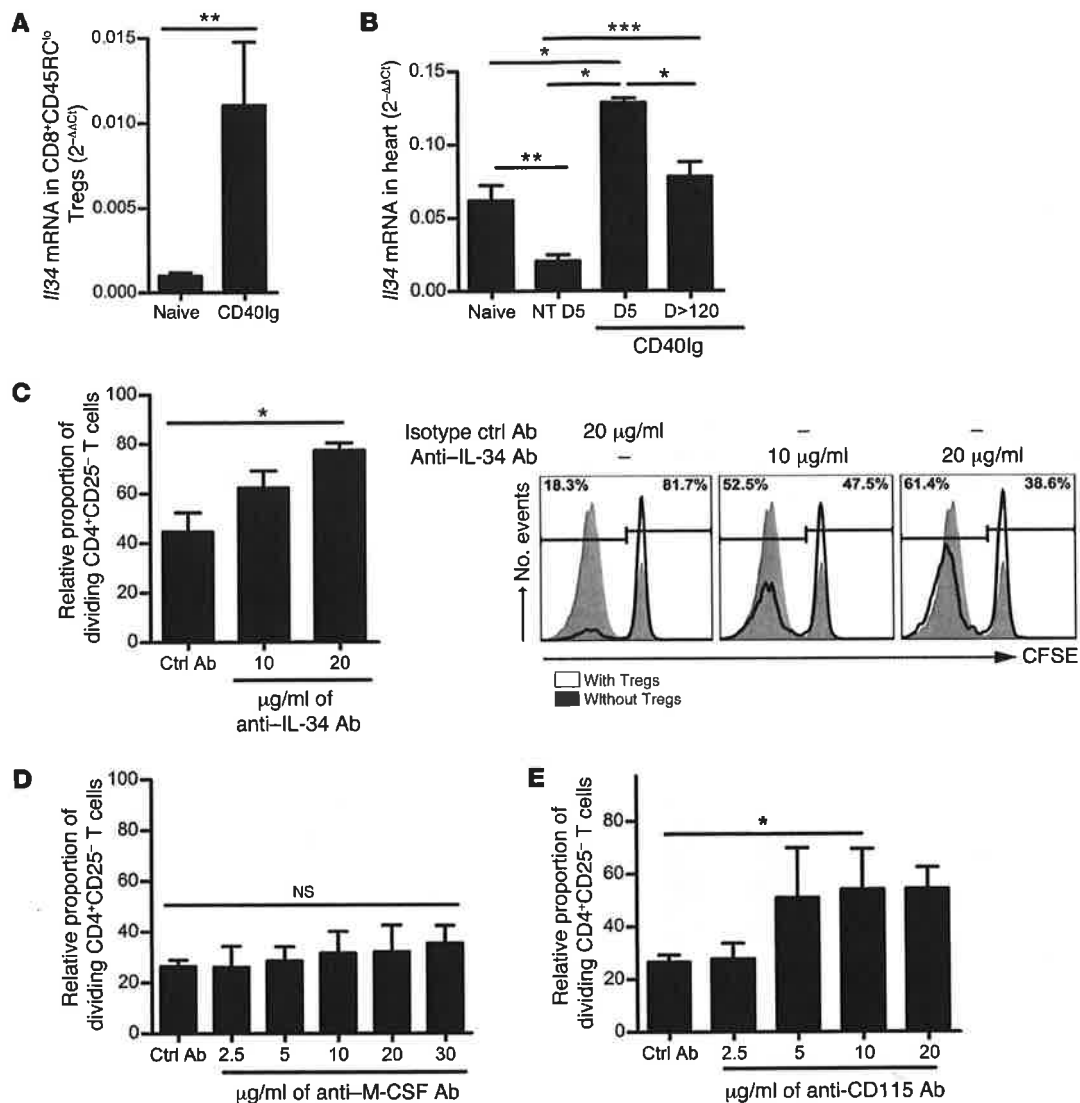 A
**
0,015
0.010
0.005
0.000
Il34 mRNA in CD8⁺CD45RCˡᵒ
Tregs (2⁻ΔΔCt)
Naive CD40Ig
B
***
*
* *
**
0.15
0.10
0.05
0.00
Il34 mRNA in heart (2⁻ΔΔCt)
Naive NT D5 D5 D>120
CD40Ig
C
100
80
60
40
20
0
*
Relative proportion of
dividing CD4⁺CD25⁻ T cells
Ctrl Ab 10 20
µg/ml of
anti–IL-34 Ab
Isotype ctrl Ab 20 µg/ml – –
Anti–IL-34 Ab – 10 µg/ml 20 µg/ml
18.3% 81.7% 52.5% 47.5% 61.4% 38.6%
No. events
CFSE
With Tregs
Without Tregs
D
100
80
60
40
20
0
NS
Relative proportion of
dividing CD4⁺CD25⁻ T cells
Ctrl Ab 2.5 5 10 20 30
µg/ml of anti–M-CSF Ab
E
80
60
40
20
0
*
Relative proportion of
dividing CD4⁺CD25⁻ T cells
Ctrl Ab 2.5 5 10 20
µg/ml of anti-CD115 Ab